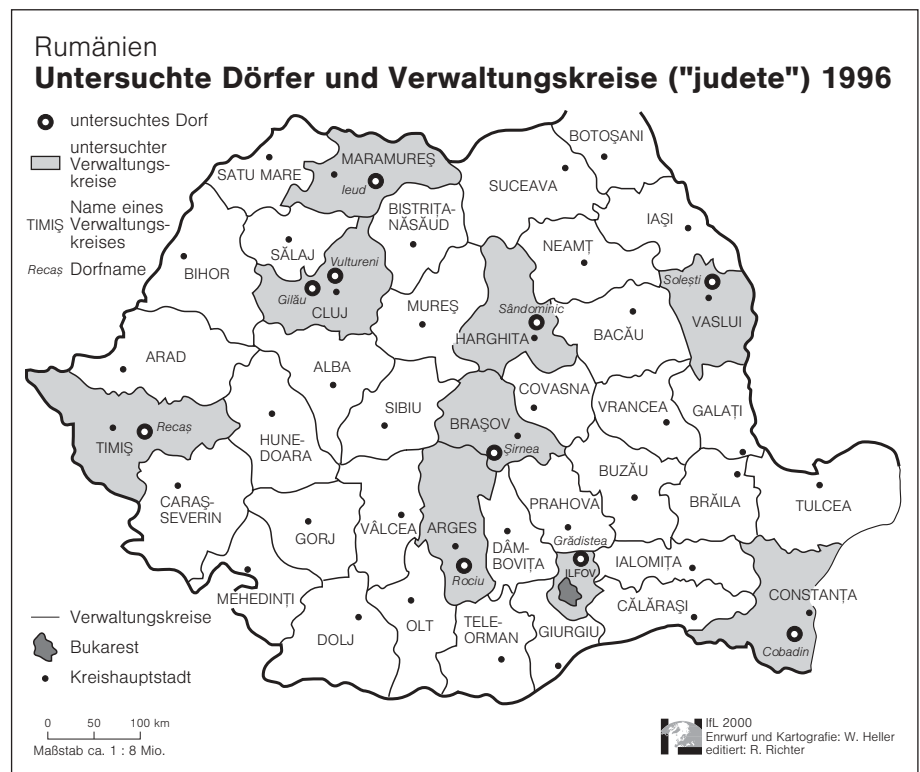 Rumänien
Untersuchte Dörfer und Verwaltungskreise ("judete") 1996
untersuchtes Dorf
untersuchter
Verwaltungs-
kreise
Name eines
TIMIŞ Verwaltungs-
kreises
Recaş Dorfname
BOTOŞANI
SATU MARE
MARAMUREŞ
Ieud
SUCEAVA
BISTRIŢA-
NĂSĂUD
IAŞI
NEAMŢ
SĂLAJ
BIHOR
Vultureni
Gilău
CLUJ
MUREŞ
Sândominic
HARGHITA
BACĂU
Soleşti
VASLUI
ARAD
ALBA
COVASNA
SIBIU
VRANCEA
GALAŢI
BRAŞOV
Şirnea
TIMIŞ
Recaş
HUNE-
DOARA
BUZĂU
CARAŞ-
SEVERIN
PRAHOVA
BRĂILA
TULCEA
GORJ
VÂLCEA
ARGES
DÂM-
BOVIŢA
Grădistea
ILFOV
IALOMIŢA
Rociu
MEHEDINŢI
CĂLĂRAŞI
CONSTANŢA
DOLJ
OLT
TELE-
ORMAN
GIURGIU
Cobadin
Verwaltungskreise
Bukarest
Kreishauptstadt
0 50 100 km
Maßstab ca. 1 : 8 Mio.
IfL 2000
Entwurf und Kartografie: W. Heller
editiert: R. Richter